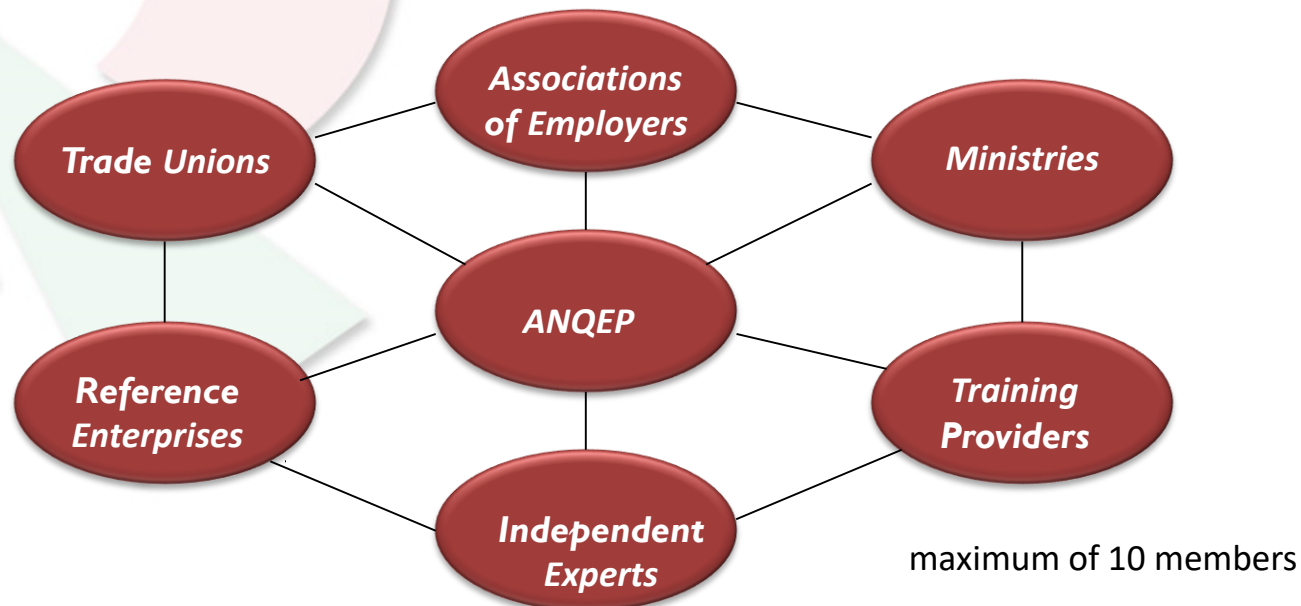 Associations
of Employers
Trade Unions
Ministries
ANQEP
Reference
Enterprises
Training
Providers
Independent
Experts
maximum of 10 members